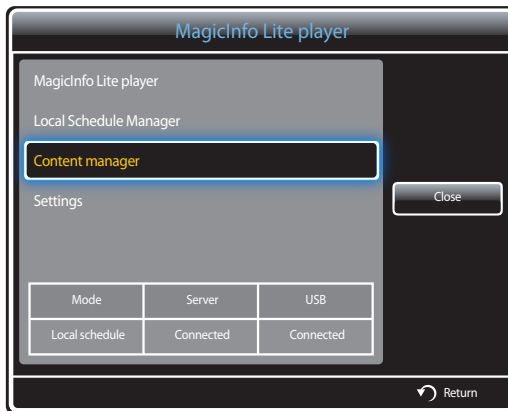 MagicInfo Lite player
MagicInfo Lite player
Local Schedule Manager
Content manager
Settings
Close
Mode Server USB
Local schedule Connected Connected
Return